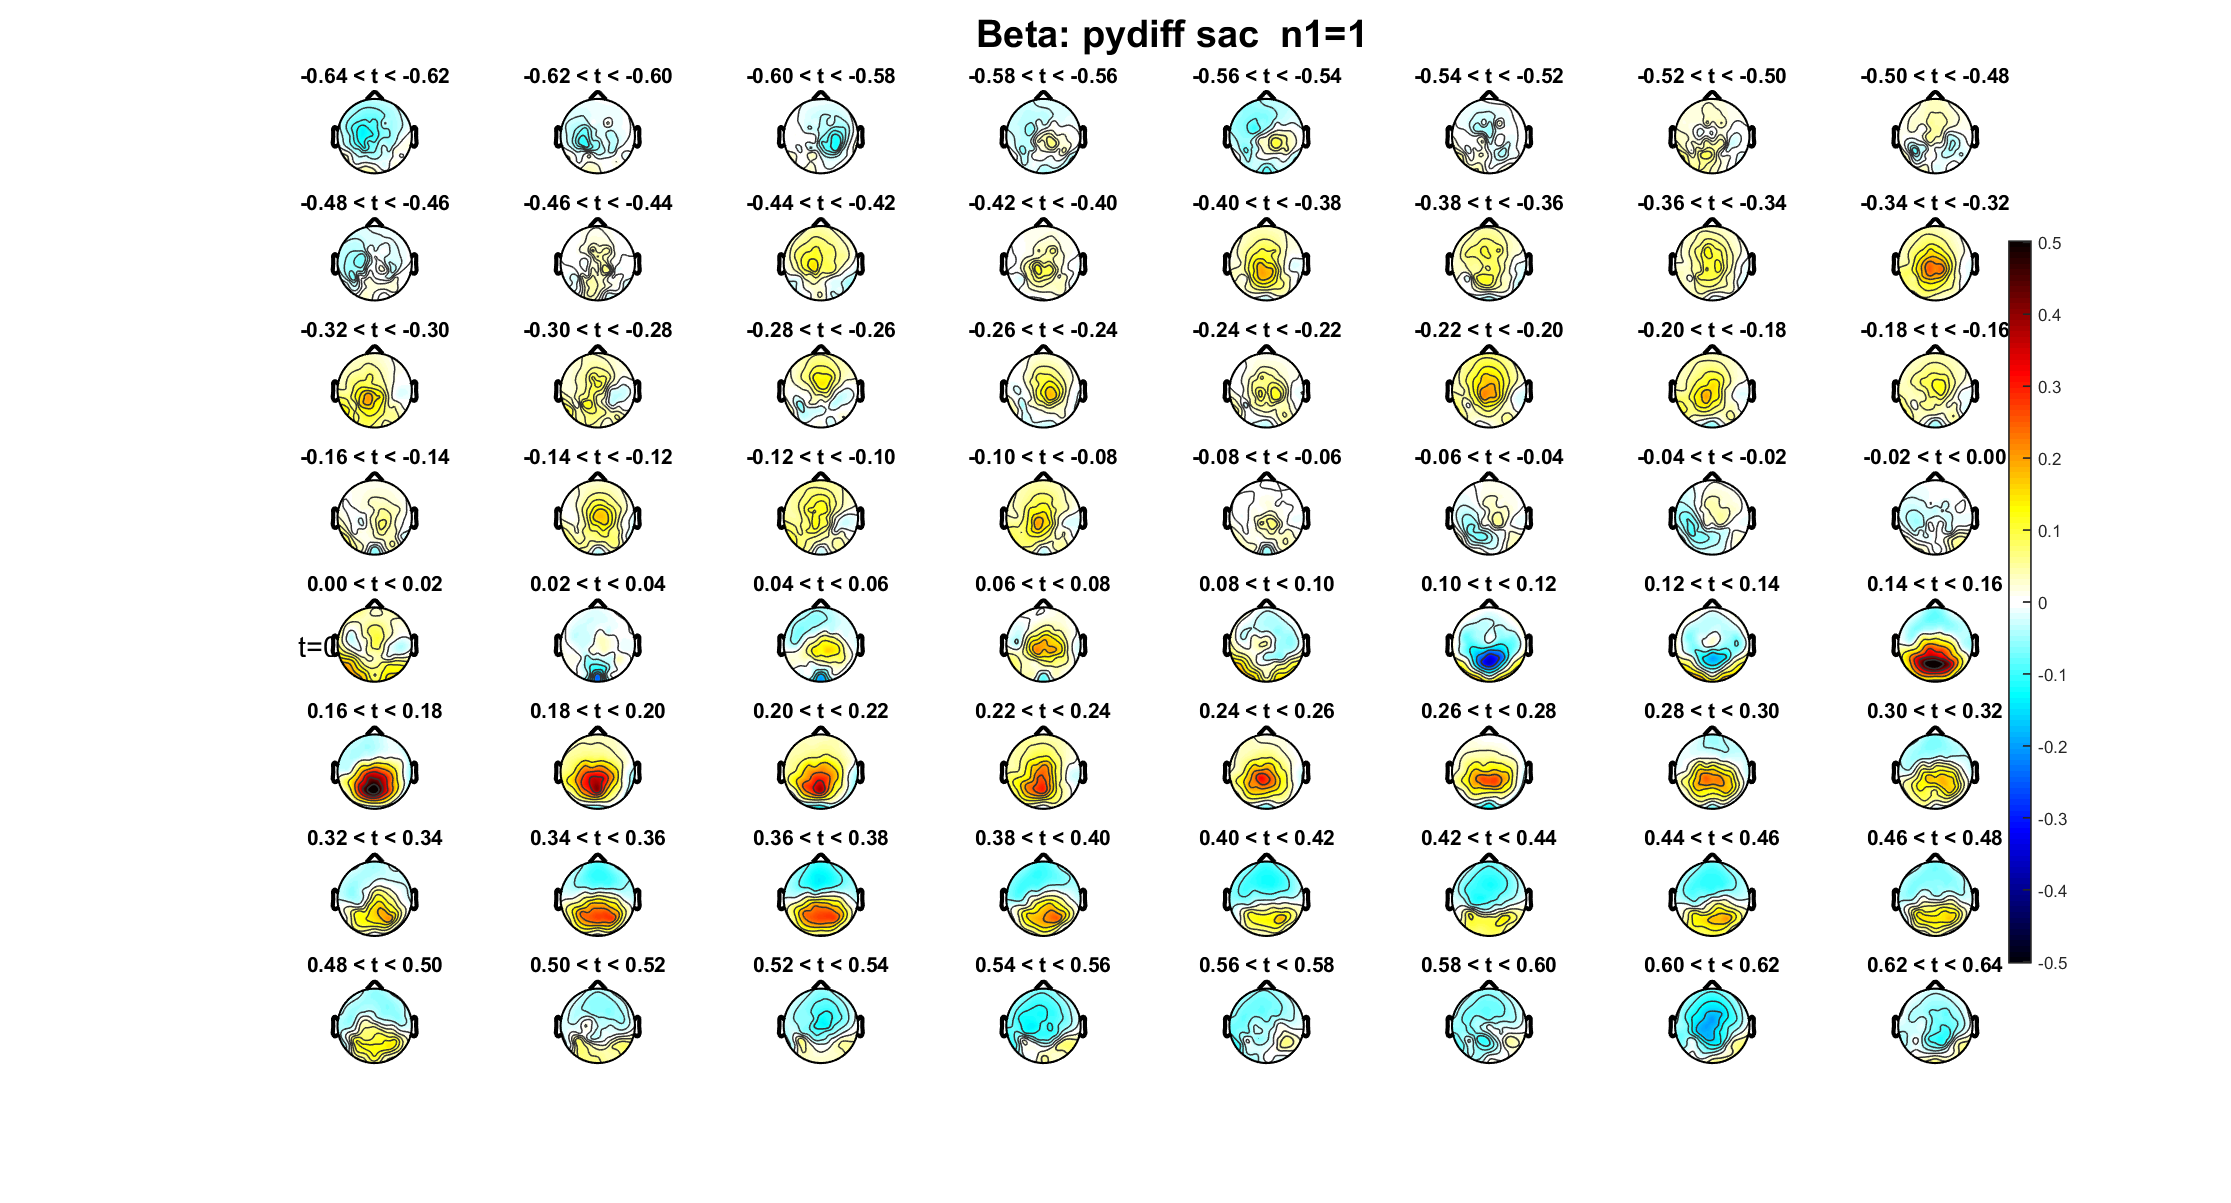 Beta: pydiff sac  n1=1
-0.64 < t < -0.62 -0.62 < t < -0.60 -0.60 < t < -0.58 -0.58 < t < -0.56 -0.56 < t < -0.54 -0.54 < t < -0.52 -0.52 < t < -0.50 -0.50 < t < -0.48
-0.48 < t < -0.46 -0.46 < t < -0.44 -0.44 < t < -0.42 -0.42 < t < -0.40 -0.40 < t < -0.38 -0.38 < t < -0.36 -0.36 < t < -0.34 -0.34 < t < -0.32
0.5
0.4
-0.32 < t < -0.30 -0.30 < t < -0.28 -0.28 < t < -0.26 -0.26 < t < -0.24 -0.24 < t < -0.22 -0.22 < t < -0.20 -0.20 < t < -0.18 -0.18 < t < -0.16
0.3
-0.16 < t < -0.14 -0.14 < t < -0.12 -0.12 < t < -0.10 -0.10 < t < -0.08 -0.08 < t < -0.06 -0.06 < t < -0.04 -0.04 < t < -0.02 -0.02 < t < 0.00
0.2
0.1
0.00 < t < 0.02 0.02 < t < 0.04 0.04 < t < 0.06 0.06 < t < 0.08 0.08 < t < 0.10 0.10 < t < 0.12 0.12 < t < 0.14 0.14 < t < 0.16
0
t=0
-0.1
0.16 < t < 0.18 0.18 < t < 0.20 0.20 < t < 0.22 0.22 < t < 0.24 0.24 < t < 0.26 0.26 < t < 0.28 0.28 < t < 0.30 0.30 < t < 0.32
-0.2
-0.3
0.32 < t < 0.34 0.34 < t < 0.36 0.36 < t < 0.38 0.38 < t < 0.40 0.40 < t < 0.42 0.42 < t < 0.44 0.44 < t < 0.46 0.46 < t < 0.48
-0.4
-0.5
0.48 < t < 0.50 0.50 < t < 0.52 0.52 < t < 0.54 0.54 < t < 0.56 0.56 < t < 0.58 0.58 < t < 0.60 0.60 < t < 0.62 0.62 < t < 0.64